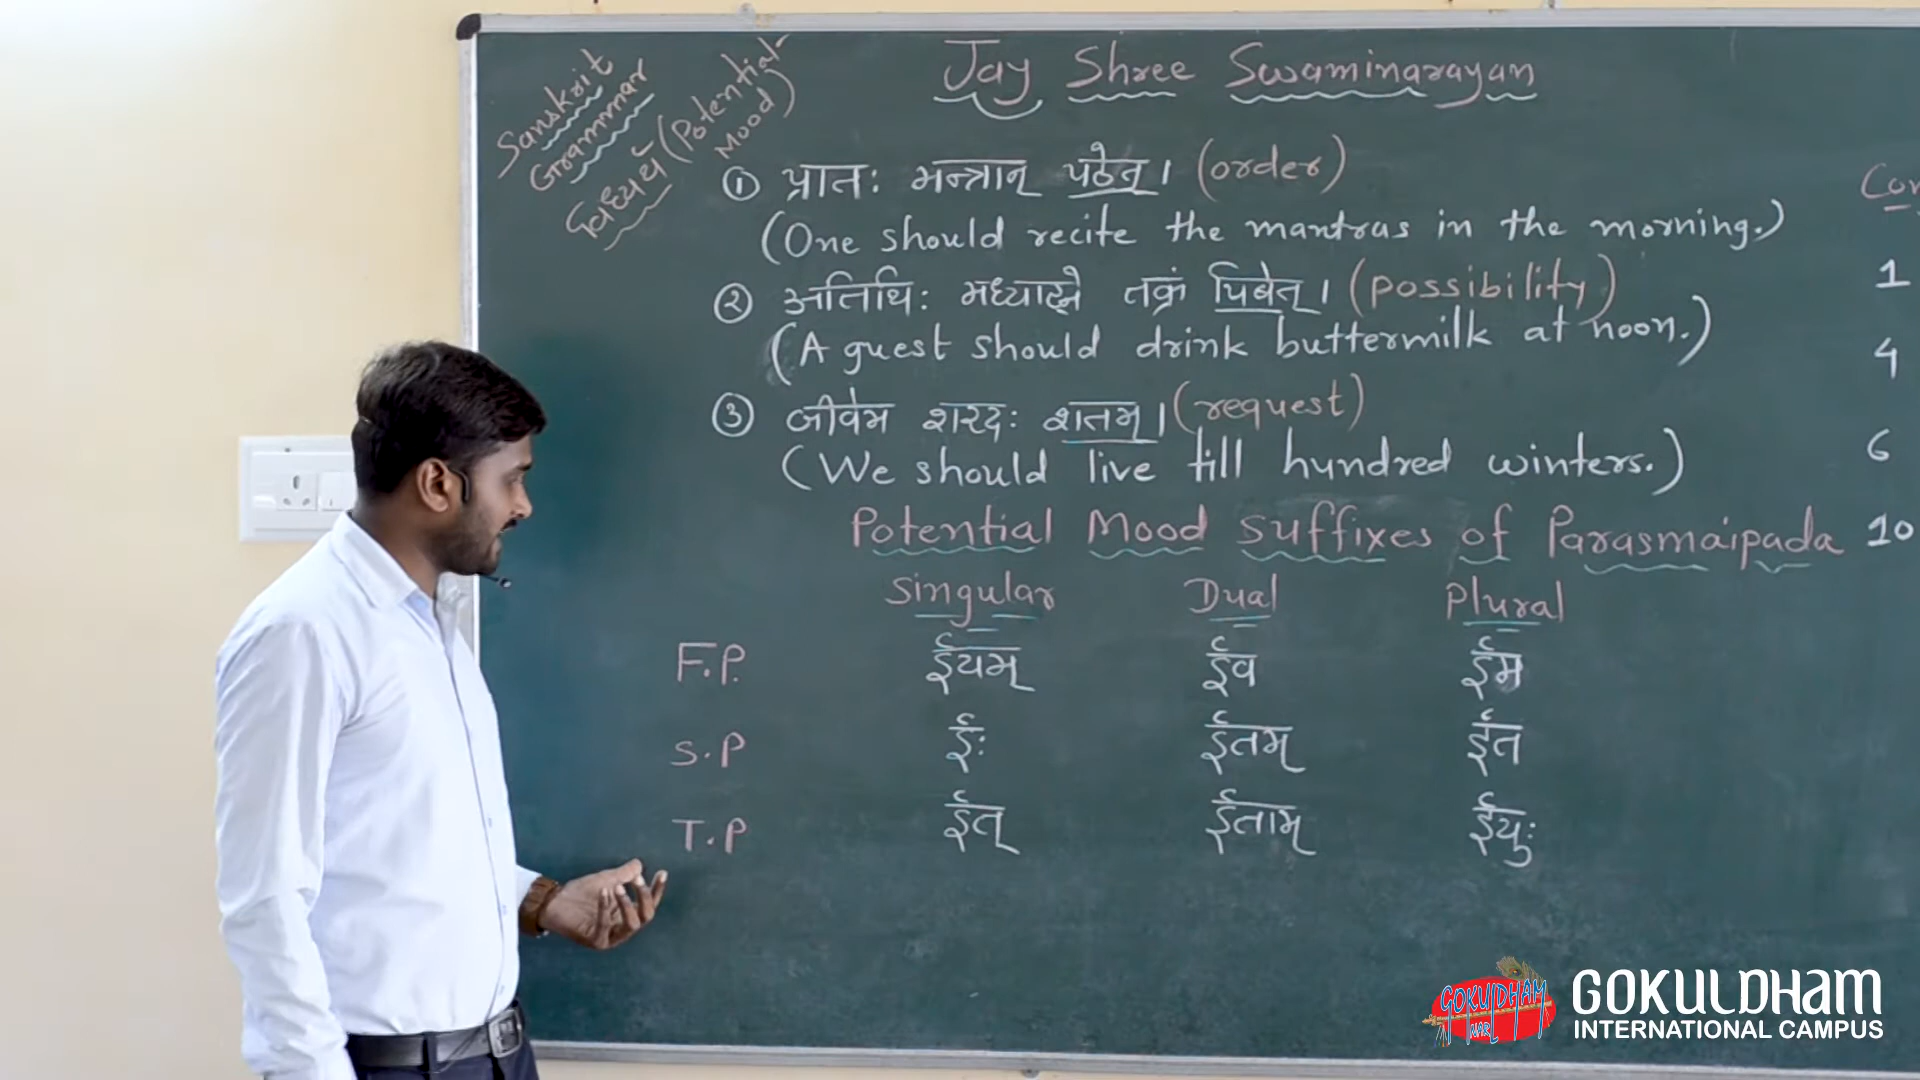 Jay Shree Swaminarayan
Sanskrit
Grammar
विध्यर्थ (Potential
Mood)
① प्रातः मन्त्रान् पठेत् । (order)
(One should recite the mantras in the morning.)
② अतिथिः मध्याह्ने तक्रं पिबेत् । (possibility)
(A guest should drink buttermilk at noon.)
③ जीवेम शरदः शतम् । (request)
(We should live till hundred winters.)
Potential Mood suffixes of Parasmaipada
Singular Dual Plural
F.P. ईयम् ईव ईम
S.P ईः ईतम् ईत
T.P ईत् ईताम् ईयुः
1
4
6
10
GOKULDHAM
NAR
GOKULDHAM
INTERNATIONAL CAMPUS